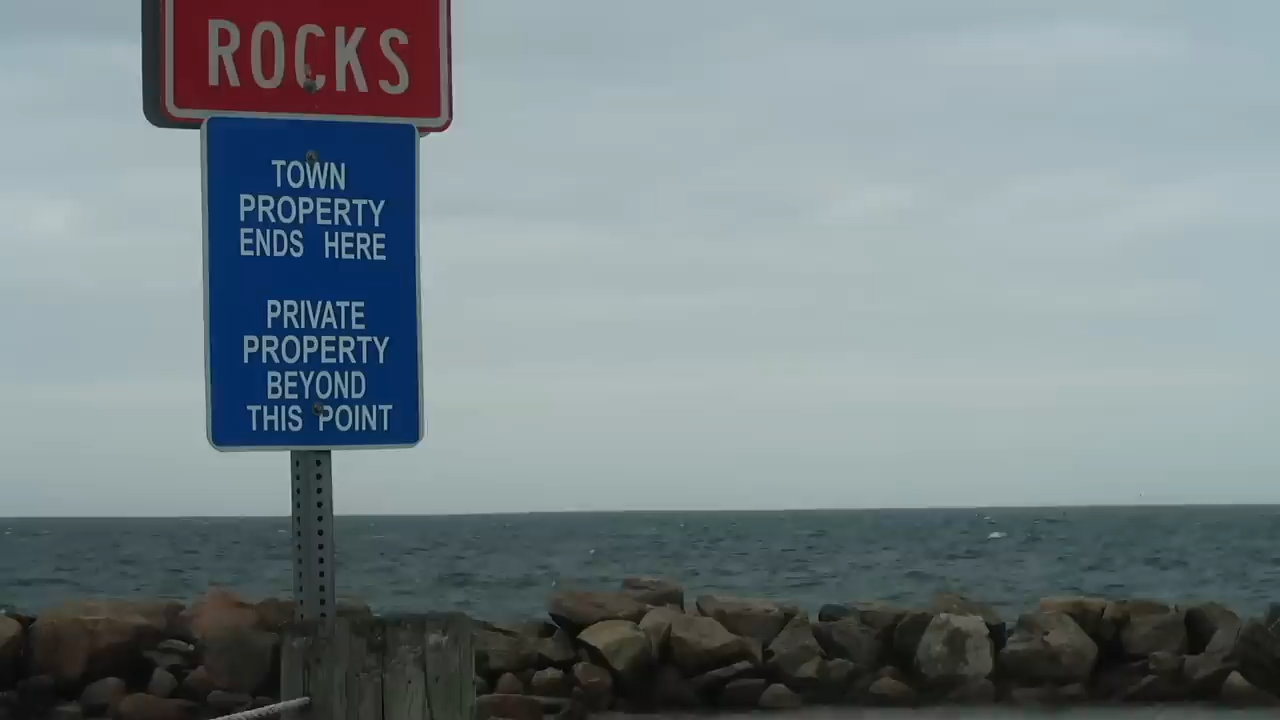 ROCKS
TOWN
PROPERTY
ENDS HERE
PRIVATE
PROPERTY
BEYOND
THIS POINT